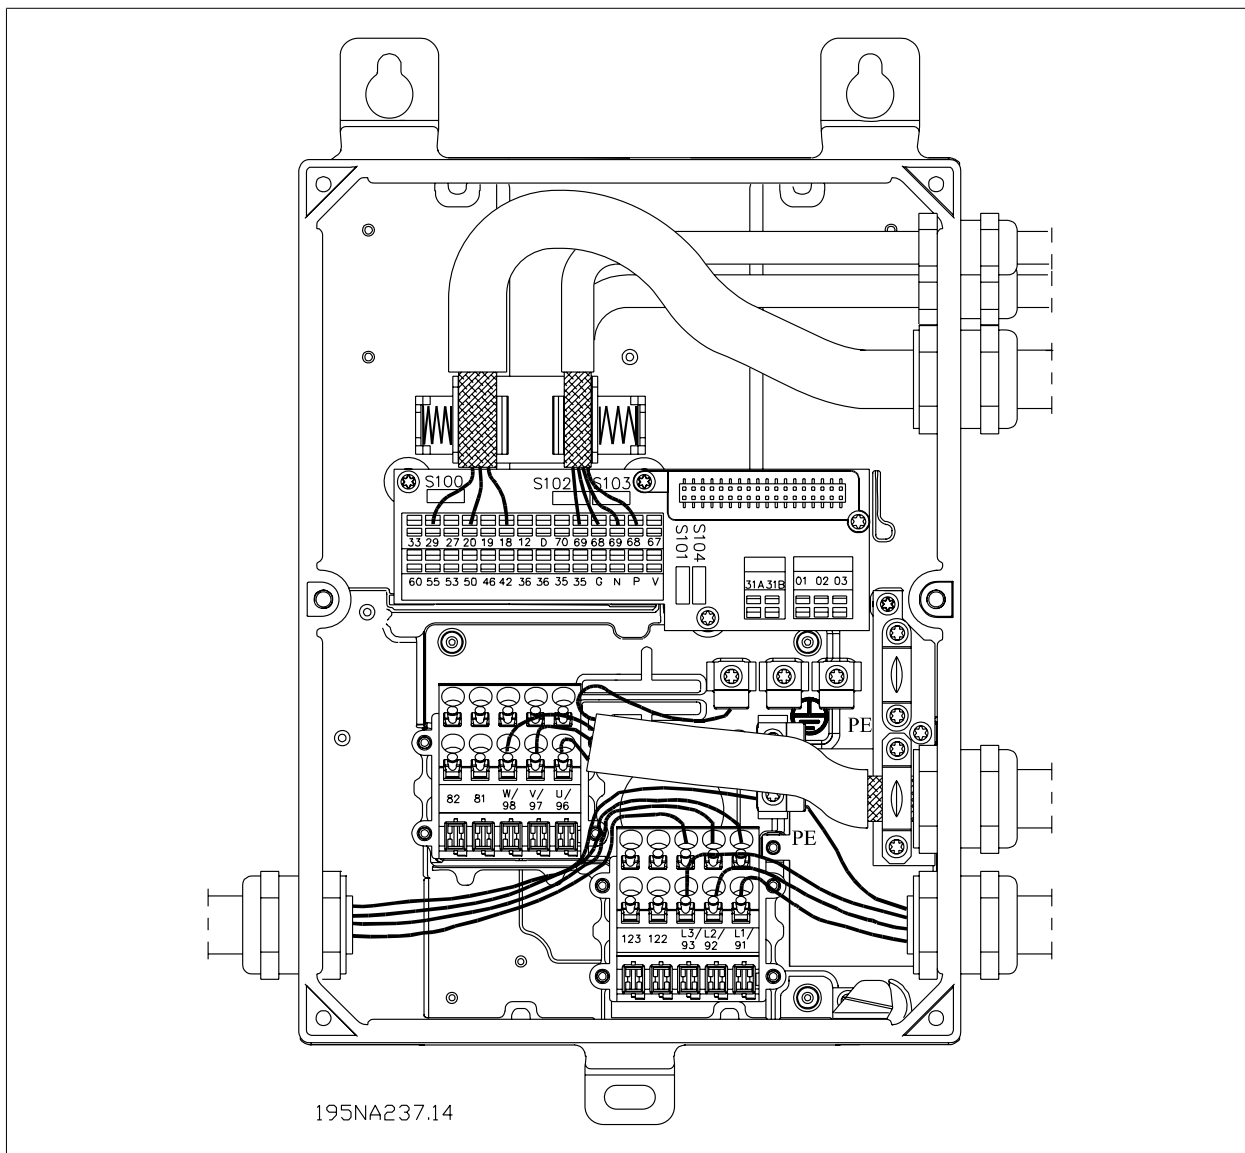 S100
S102
S103
33 29 27 20 19 18 12 D 70 69 68 69 68 67
60 55 53 50 46 42 36 36 35 35 G N P V
S101
S104
31A 31B
01 02 03
PE
82 81 W/ V/ U/
98 97 96
PE
123 122 L3/ L2/ L1/
93 92 91
195NA237.14